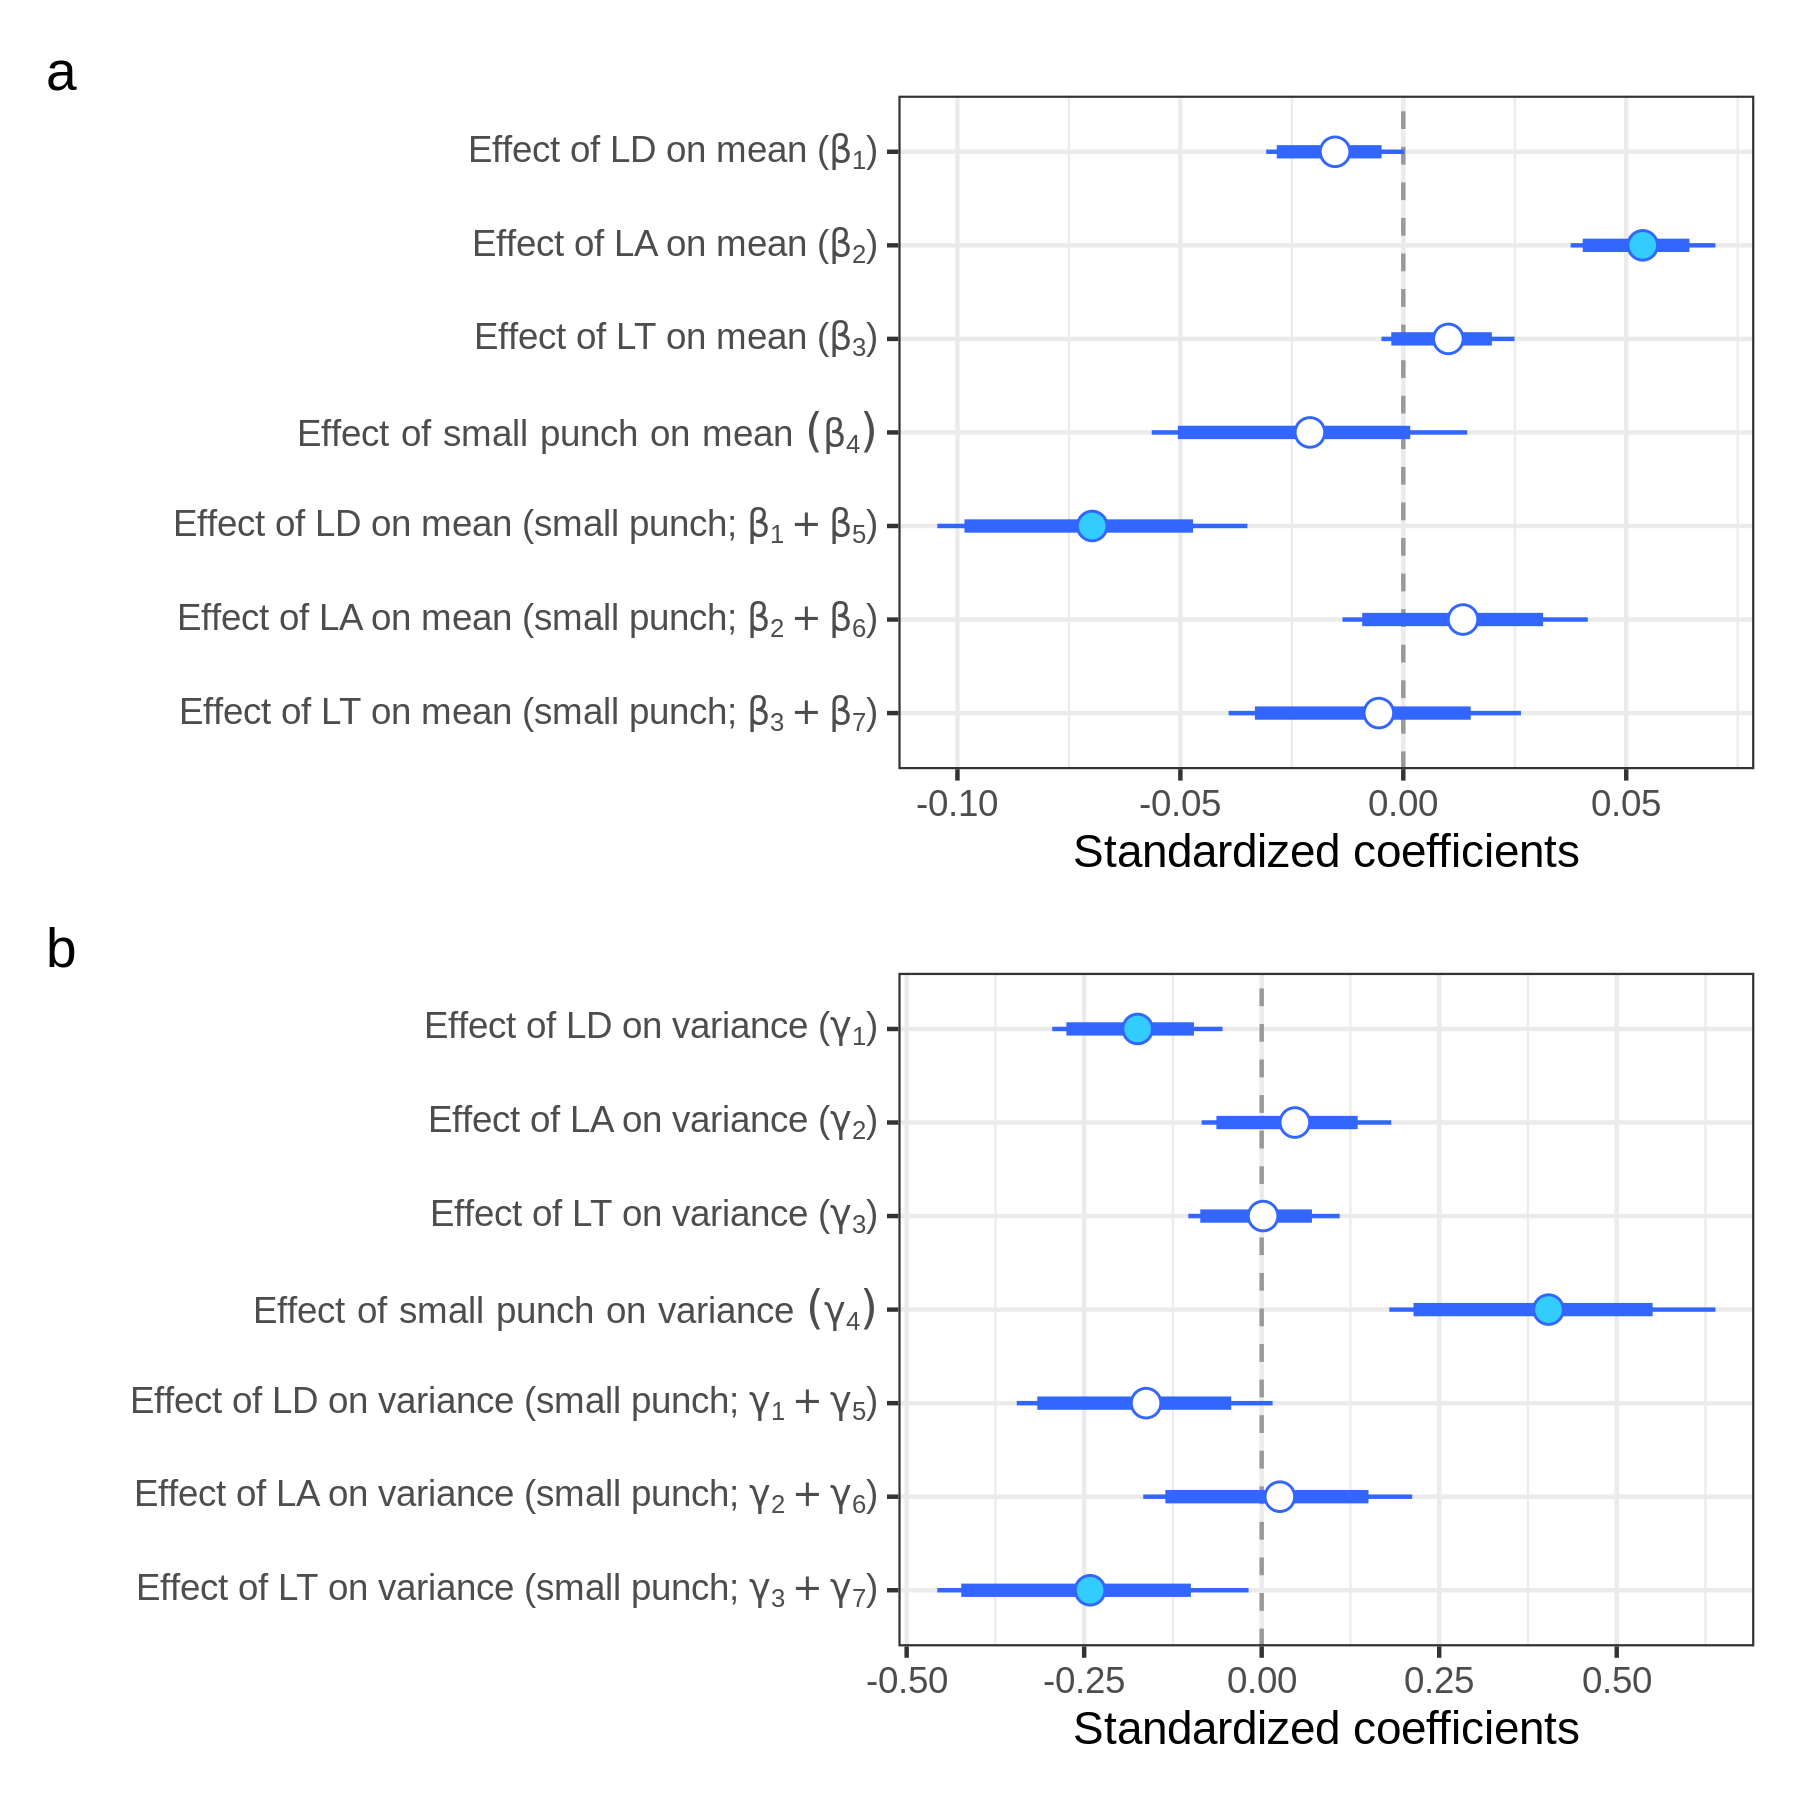 a
Effect of LD on mean (β₁)
Effect of LA on mean (β₂)
Effect of LT on mean (β₃)
Effect of small punch on mean (β₄)
Effect of LD on mean (small punch; β₁ + β₅)
Effect of LA on mean (small punch; β₂ + β₆)
Effect of LT on mean (small punch; β₃ + β₇)
-0.10 -0.05 0.00 0.05
Standardized coefficients
b
Effect of LD on variance (γ₁)
Effect of LA on variance (γ₂)
Effect of LT on variance (γ₃)
Effect of small punch on variance (γ₄)
Effect of LD on variance (small punch; γ₁ + γ₅)
Effect of LA on variance (small punch; γ₂ + γ₆)
Effect of LT on variance (small punch; γ₃ + γ₇)
-0.50 -0.25 0.00 0.25 0.50
Standardized coefficients